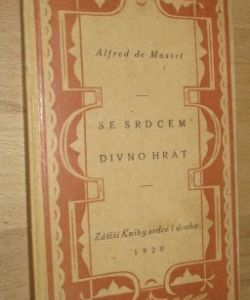 Alfred de Musset
SE SRDCEM
DIVNO HRÁT
Zátiší Knihy srdce i ducha
1920